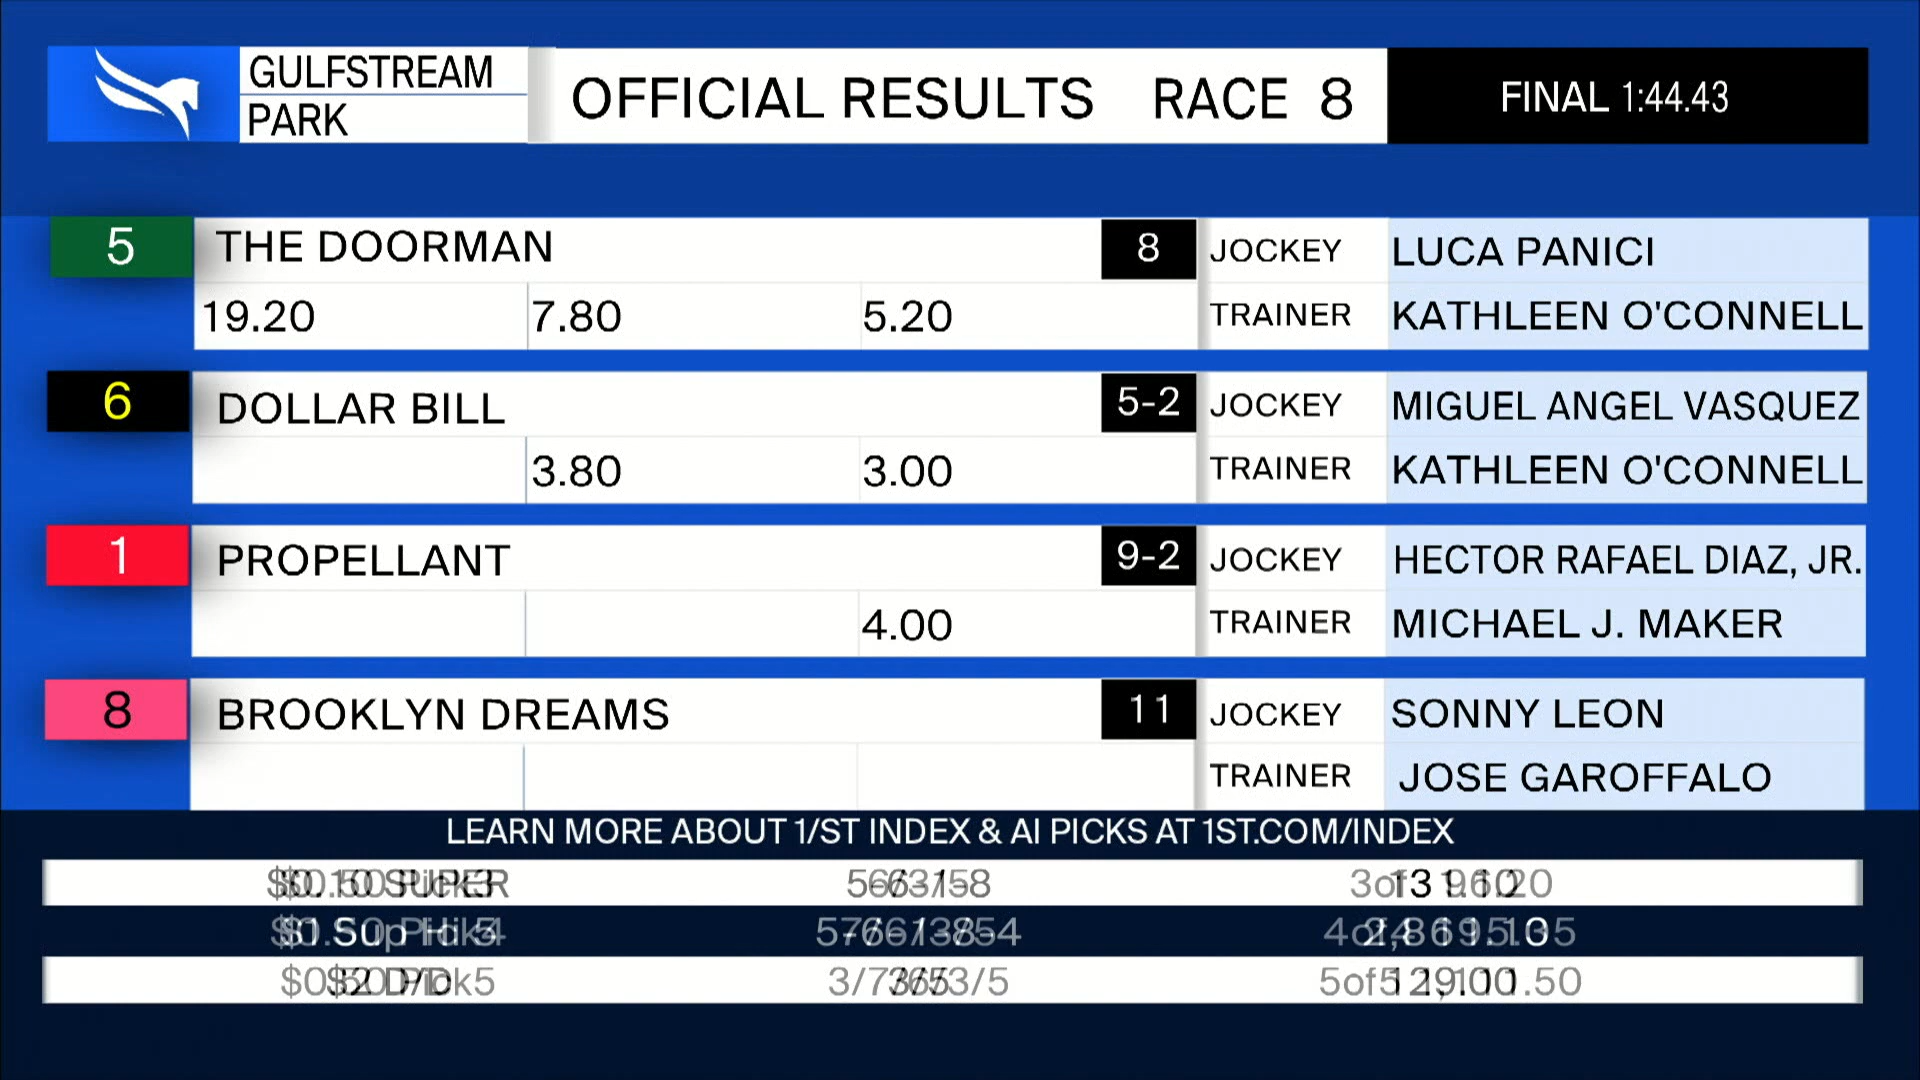 GULFSTREAM
PARK
OFFICIAL RESULTS RACE 8
FINAL 1:44.43
5 THE DOORMAN 8 JOCKEY LUCA PANICI
19.20 7.80 5.20 TRAINER KATHLEEN O'CONNELL
6 DOLLAR BILL 5-2 JOCKEY MIGUEL ANGEL VASQUEZ
3.80 3.00 TRAINER KATHLEEN O'CONNELL
1 PROPELLANT 9-2 JOCKEY HECTOR RAFAEL DIAZ, JR.
4.00 TRAINER MICHAEL J. MAKER
8 BROOKLYN DREAMS 11 JOCKEY SONNY LEON
TRAINER JOSE GAROFFALO
LEARN MORE ABOUT 1/ST INDEX & AI PICKS AT 1ST.COM/INDEX